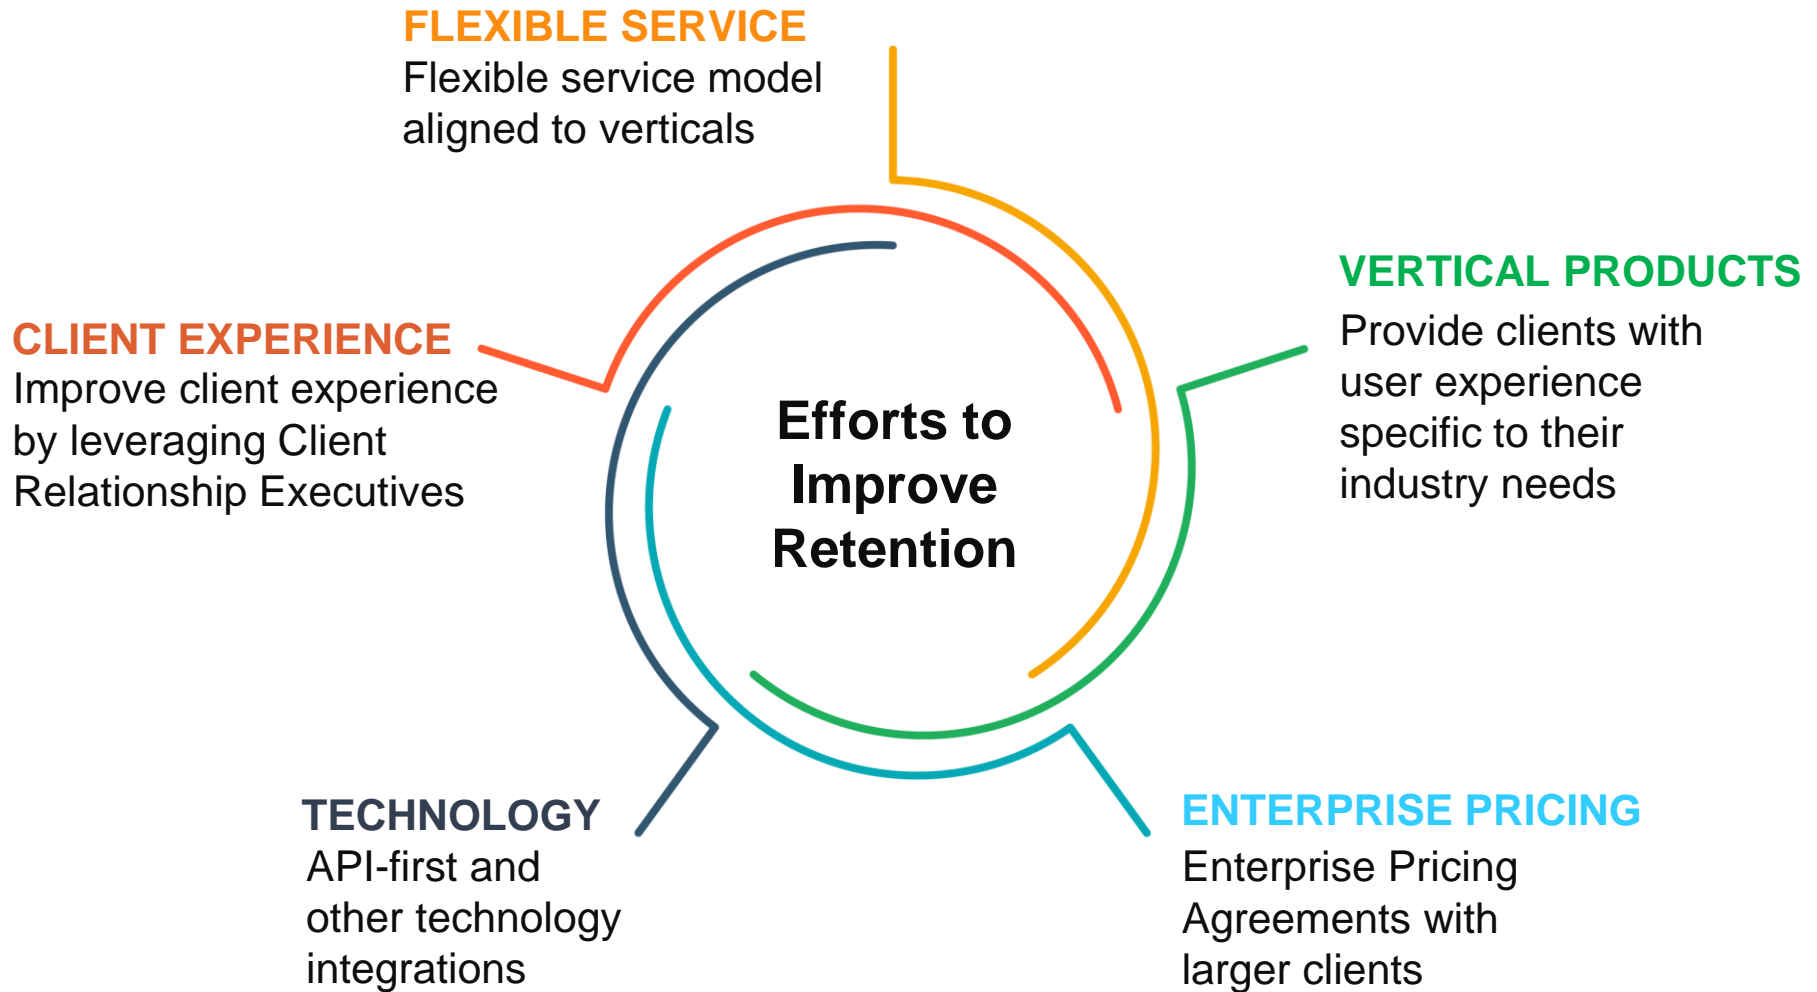 FLEXIBLE SERVICE
Flexible service model
aligned to verticals
VERTICAL PRODUCTS
Provide clients with
user experience
specific to their
industry needs
CLIENT EXPERIENCE
Improve client experience
by leveraging Client
Relationship Executives
Efforts to
Improve
Retention
TECHNOLOGY
API-first and
other technology
integrations
ENTERPRISE PRICING
Enterprise Pricing
Agreements with
larger clients